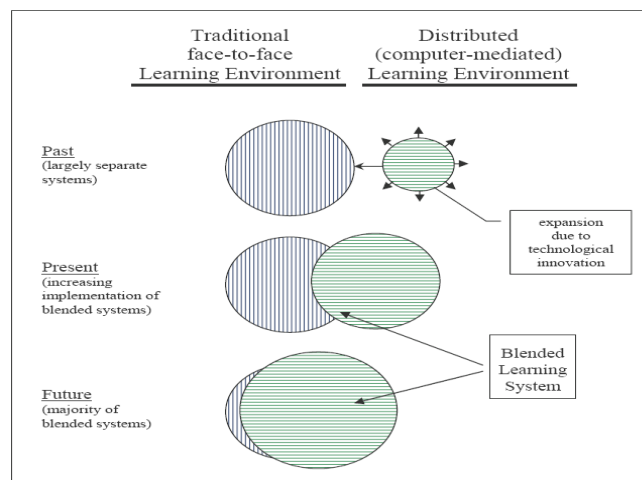 Traditional
face-to-face
Learning Environment
Distributed
(computer-mediated)
Learning Environment
Past
(largely separate
systems)
expansion
due to
technological
innovation
Present
(increasing
implementation of
blended systems)
Blended
Learning
System
Future
(majority of
blended systems)